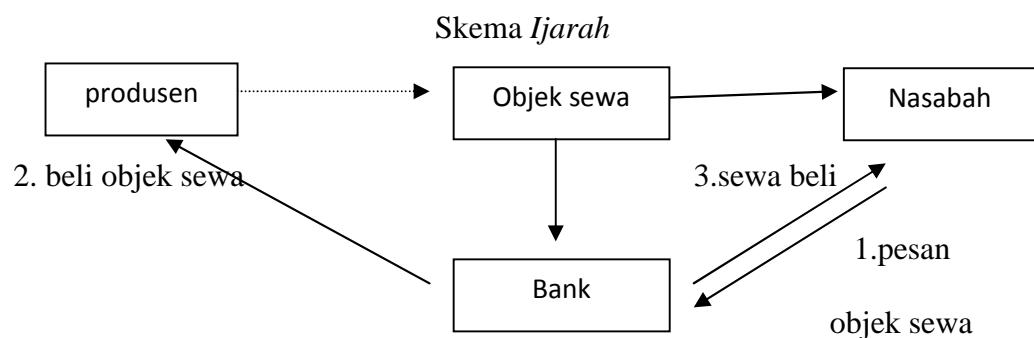 Skema Ijarah
produsen
Objek sewa
Nasabah
2. beli objek sewa
3.sewa beli
1.pesan
Bank
objek sewa